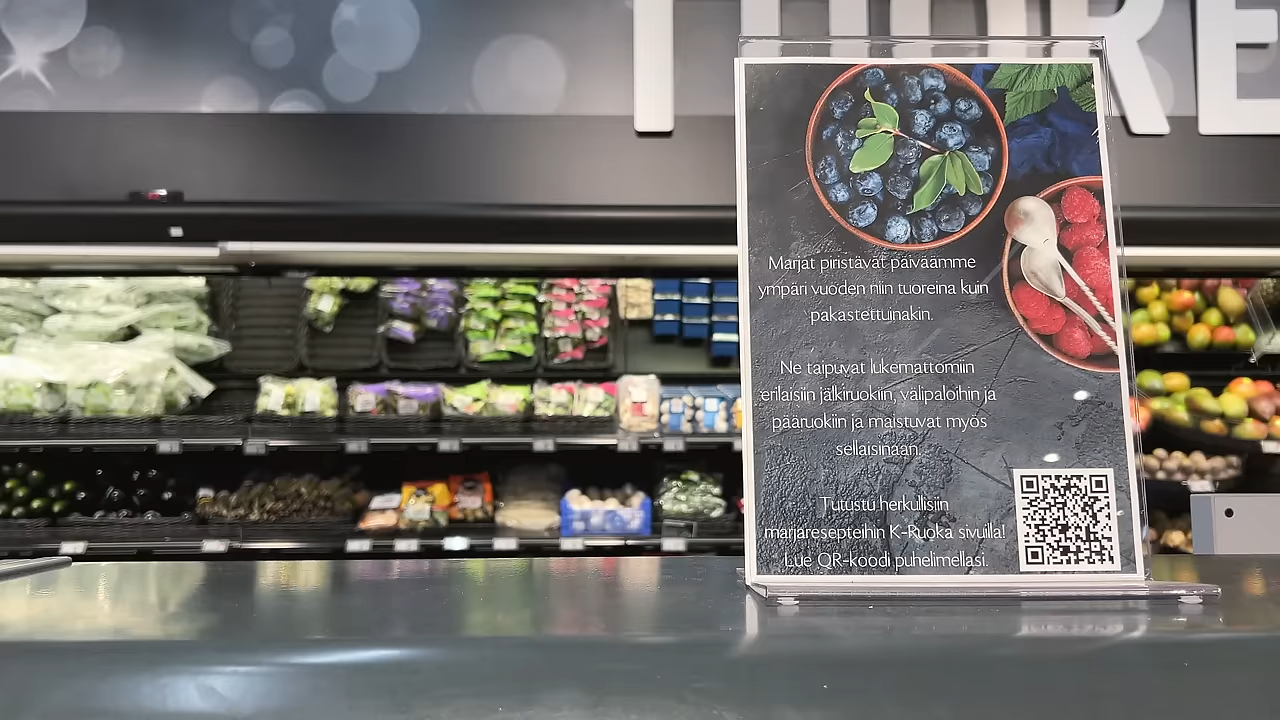 TUORE
Marjat piristävät päiväämme
ympäri vuoden niin tuoreina kuin
pakastettuinakin.
Ne taipuvat lukemattomiin
erilaisiin jälkiruokiin, välipaloihin ja
pääruokiin ja maistuvat myös
sellaisinaan.
Tutustu herkullisiin
marjaresepteihin K-Ruoka sivuilla!
Lue QR-koodi puhelimellasi.